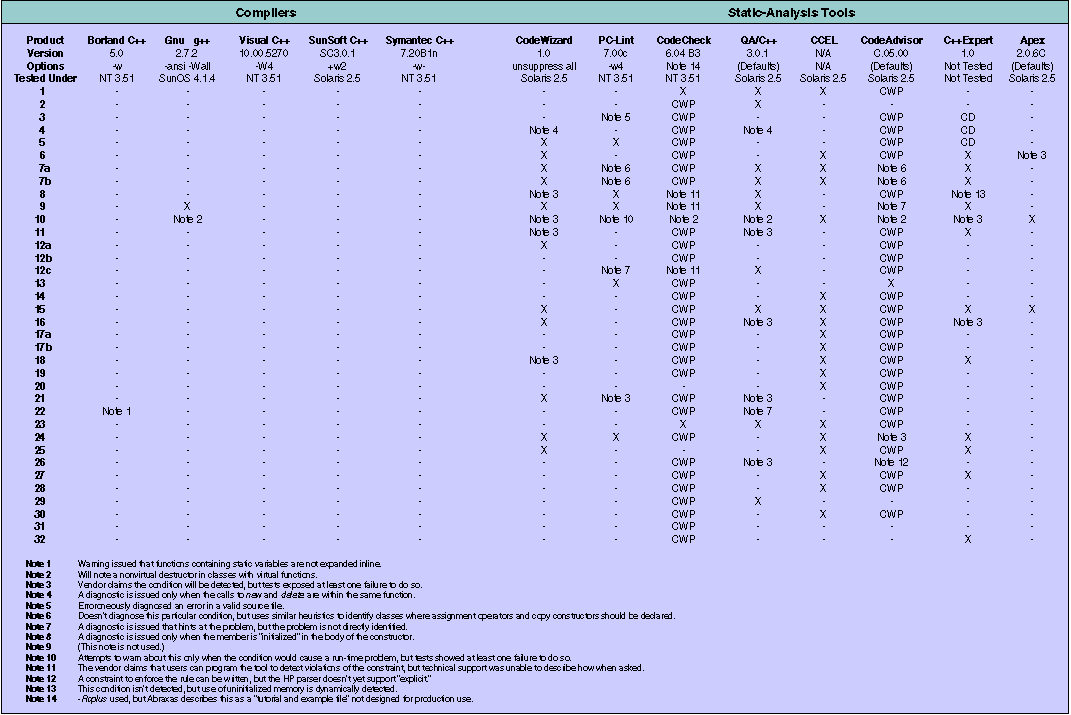 Compliers Static-Analysis Tools
Product Borland C++ Gnu g++ Visual C++ SunSoft C++ Symantec C++ CodeWizard PC-Lint CodeCheck QA/C++ CCEL CodeAdvisor C++Expert Apex
Version 5.0 2.7.2 10.00.5270 SC3.0.1 7.20B1n 1.0 7.00c 6.04 B3 3.0.1 N/A C.05.00 1.0 2.0.6C
Options -w -ansi -Wall -W4 +w2 -w- unsuppress all -w4 Note 14 (Defaults) N/A (Defaults) Not Tested (Defaults)
Tested Under NT 3.51 SunOS 4.1.4 NT 3.51 Solaris 2.5 NT 3.51 Solaris 2.5 NT 3.51 NT 3.51 Solaris 2.5 Solaris 2.5 Solaris 2.5 Not Tested Solaris 2.5
1 - - - - - - - X X X CWP - -
2 - - - - - - - CWP X - - - -
3 - - - - - - Note 5 CWP - - CWP CD -
4 - - - - - Note 4 - CWP Note 4 - CWP CD -
5 - - - - - X X CWP - - CWP CD -
6 - - - - - X - CWP - X CWP X Note 3
7a - - - - - X Note 6 CWP X X Note 6 X -
7b - - - - - X Note 6 CWP X X Note 6 X -
8 - - - - - Note 3 X Note 11 X - CWP Note 13 -
9 - X - - - X X Note 11 X - Note 7 X -
10 - Note 2 - - - Note 3 Note 10 Note 2 Note 2 X Note 2 Note 3 X
11 - - - - - Note 3 - CWP Note 3 - CWP X -
12a - - - - - X - CWP - - CWP - -
12b - - - - - - - CWP - - CWP - -
12c - - - - - - Note 7 Note 11 X - CWP - -
13 - - - - - - X CWP - - X - -
14 - - - - - - - CWP - X CWP - -
15 - - - - - X - CWP X X CWP X X
16 - - - - - X - CWP Note 3 X CWP Note 3 -
17a - - - - - - - CWP - X CWP - -
17b - - - - - - - CWP - X CWP - -
18 - - - - - Note 3 - CWP - X CWP X -
19 - - - - - - - CWP - X CWP - -
20 - - - - - - - - - X CWP - -
21 - - - - - X Note 3 CWP Note 3 - CWP - -
22 Note 1 - - - - - - CWP Note 7 - CWP - -
23 - - - - - - - X X X CWP - -
24 - - - - - X X CWP - X Note 3 X -
25 - - - - - X - - - X CWP X -
26 - - - - - - - CWP Note 3 - Note 12 - -
27 - - - - - - - CWP - X CWP X -
28 - - - - - - - CWP - X CWP - -
29 - - - - - - - CWP X - - - -
30 - - - - - - - CWP - X CWP - -
31 - - - - - - - CWP - - - - -
32 - - - - - - - CWP - - - X -
Note 1 Warning issued that functions containing static variables are not expanded inline.
Note 2 Will note a nonvirtual destructor in classes with virtual functions.
Note 3 Vendor claims the condition will be detected, but tests exposed at least one failure to do so.
Note 4 A diagnostic is issued only when the calls to new and delete are within the same function.
Note 5 Erroneously diagnosed an error in a valid source file.
Note 6 Doesn't diagnose this particular condition, but uses similar heuristics to identify classes where assignment operators and copy constructors should be declared.
Note 7 A diagnostic is issued that hints at the problem, but the problem is not directly identified.
Note 8 A diagnostic is issued only when the member is "initialized" in the body of the constructor.
Note 9 (This note is not used.)
Note 10 Attempts to warn about this only when the condition would cause a run-time problem, but tests showed at least one failure to do so.
Note 11 The vendor claims that users can program the tool to detect violations of the constraint, but technical support was unable to describe how when asked.
Note 12 A constraint to enforce the rule can be written, but the HP parser doesn't yet support "explicit."
Note 13 This condition isn't detected, but use of uninitialized memory is dynamically detected.
Note 14 -Rcplus used, but Abraxas describes this as a "tutorial and example file" not designed for production use.